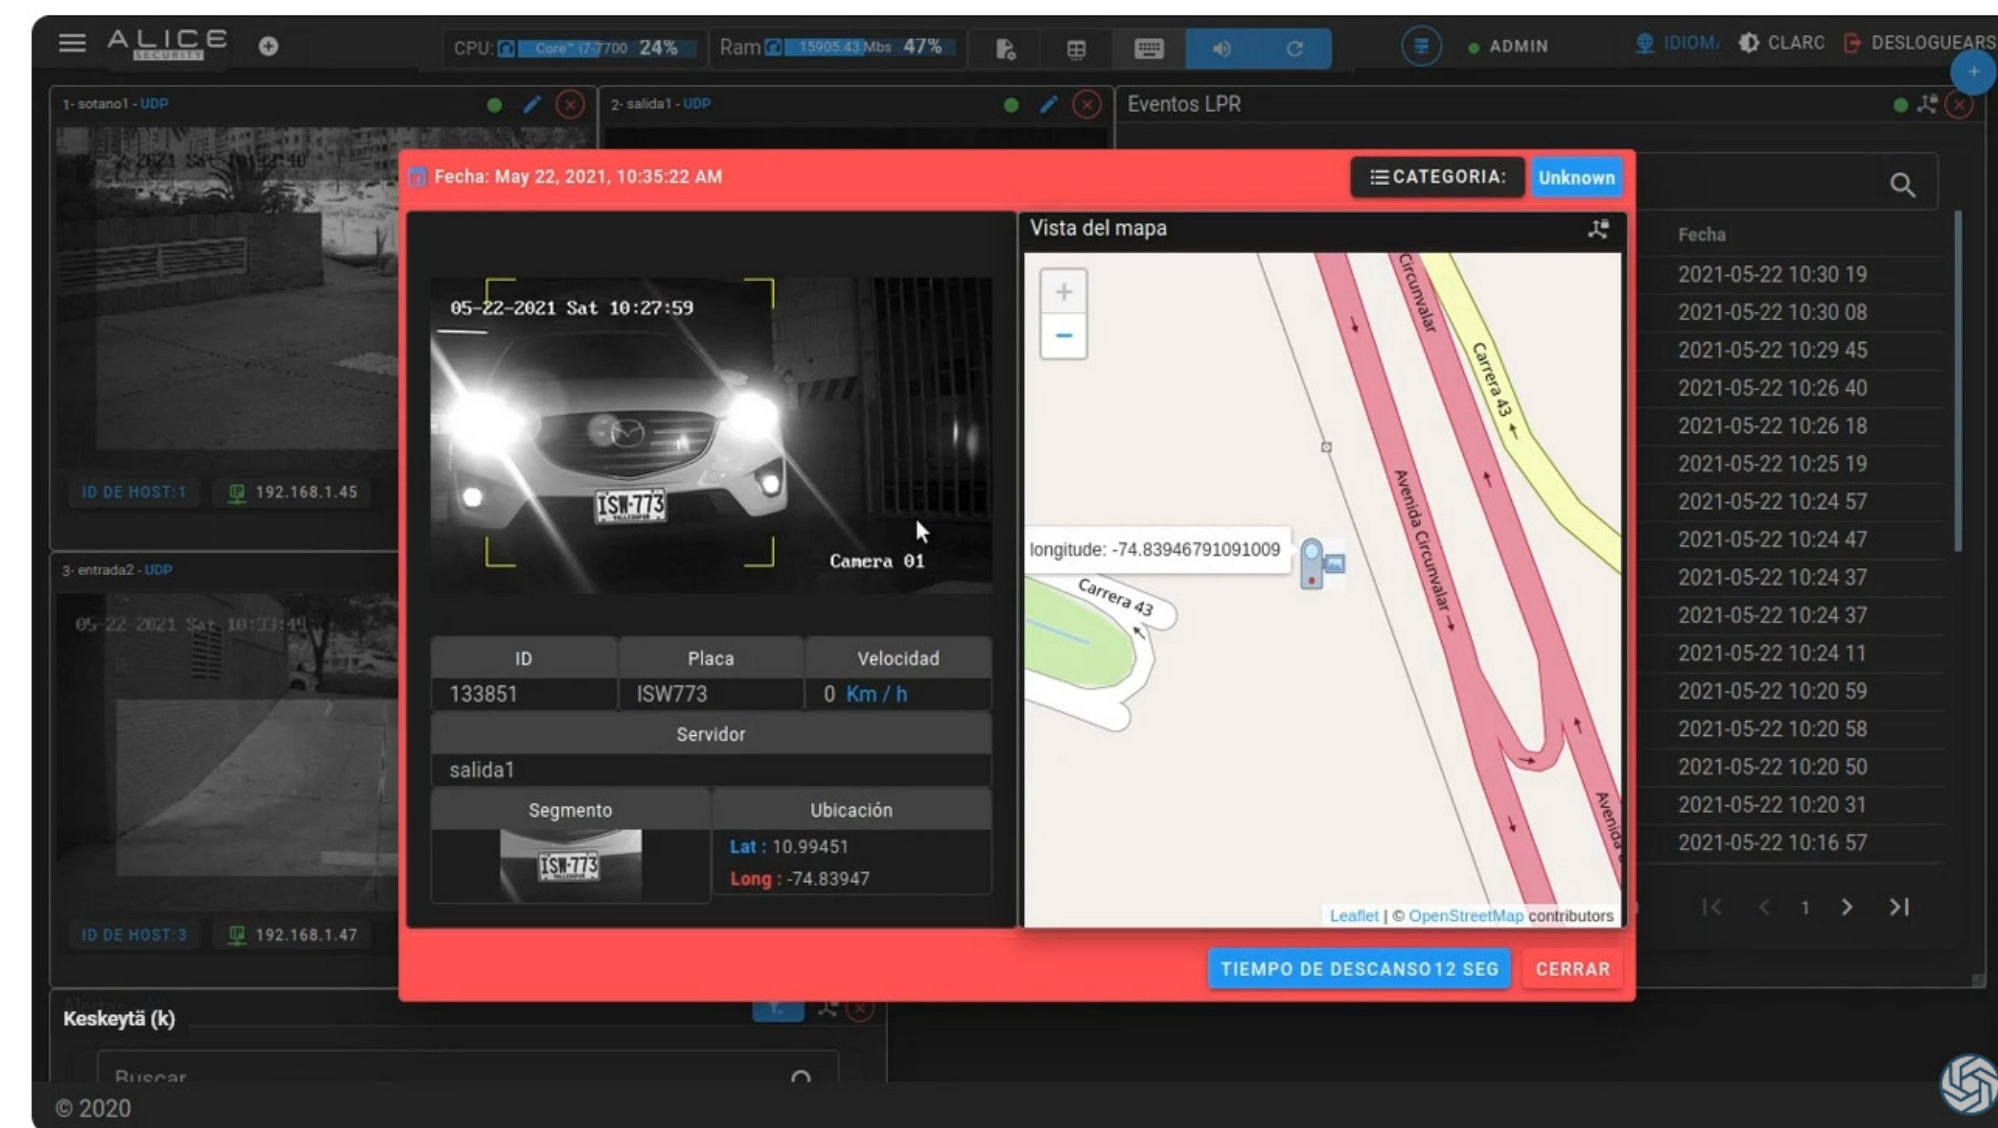 ALICE
SECURITY
CPU: Core™ i7-7700 24%
Ram 15905.43 Mbs 47%
ADMIN
IDIOMA
CLARO
DESLOGUEARS
1- sotano1 - UDP
2- salida1 - UDP
Eventos LPR
Fecha: May 22, 2021, 10:35:22 AM
CATEGORIA:
Unknown
Vista del mapa
05-22-2021 Sat 10:27:59
ISW·773
VALLEDUPAR
Camera 01
ID
Placa
Velocidad
133851
ISW773
0 Km / h
Servidor
salida1
Segmento
Ubicación
ISW·773
Lat : 10.99451
Long : -74.83947
+
−
Circunvalar
Carrera 43
Avenida Circunvalar
longitude: -74.83946791091009
Carrera 43
Avenida
Leaflet | © OpenStreetMap contributors
TIEMPO DE DESCANSO12 SEG
CERRAR
Fecha
2021-05-22 10:30 19
2021-05-22 10:30 08
2021-05-22 10:29 45
2021-05-22 10:26 40
2021-05-22 10:26 18
2021-05-22 10:25 19
2021-05-22 10:24 57
2021-05-22 10:24 47
2021-05-22 10:24 37
2021-05-22 10:24 37
2021-05-22 10:24 11
2021-05-22 10:20 59
2021-05-22 10:20 58
2021-05-22 10:20 50
2021-05-22 10:20 31
2021-05-22 10:16 57
1
ID DE HOST:1
192.168.1.45
3- entrada2 - UDP
05-22-2021 Sat 10:33:49
ID DE HOST:3
192.168.1.47
Alertas
Keskeytä (k)
Buscar
© 2020